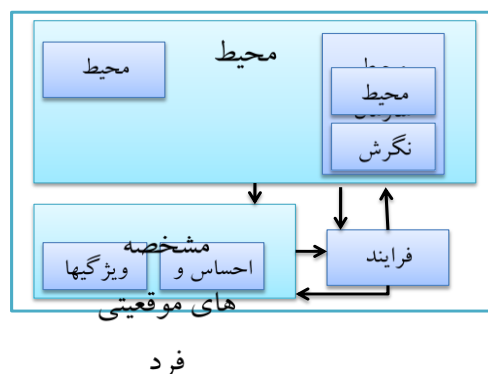 محیط
محیط
محیط
نگرش
مشخصه
احساس و
ویژگیها
های موقعیتی
فرد
فرایند